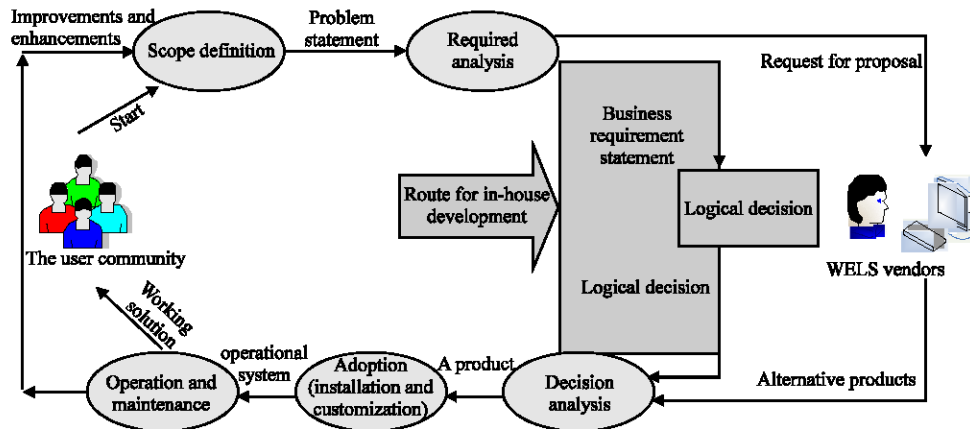 Improvements and
enhancements
Scope definition
Problem
statement
Required
analysis
Request for proposal
Start
Business
requirement
statement
Route for in-house
development
Logical decision
The user community
WELS vendors
Logical decision
Working
solution
Operation and
maintenance
operational
system
Adoption
(installation and
customization)
A product
Decision
analysis
Alternative products